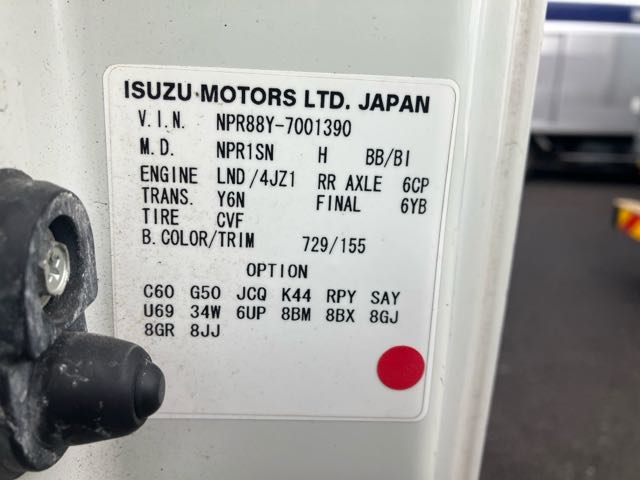 ISUZU MOTORS LTD. JAPAN
V.I.N. NPR88Y-7001390
M.D. NPR1SN H BB/BI
ENGINE LND/4JZ1 RR AXLE 6CP
TRANS. Y6N FINAL 6YB
TIRE CVF
B.COLOR/TRIM 729/155
OPTION
C60 G50 JCQ K44 RPY SAY
U69 34W 6UP 8BM 8BX 8GJ
8GR 8JJ